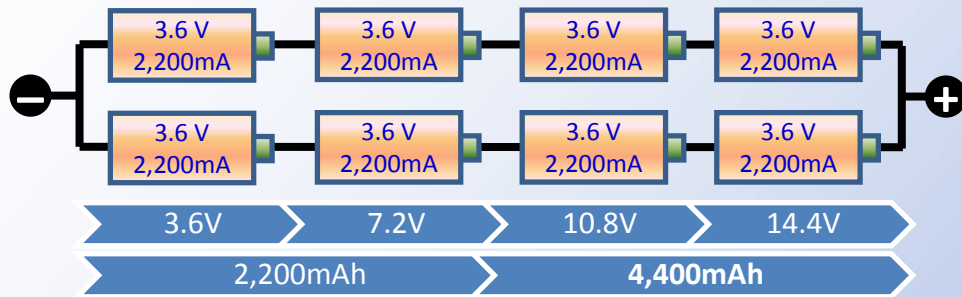 3.6 V 3.6 V 3.6 V 3.6 V
2,200mA 2,200mA 2,200mA 2,200mA
3.6 V 3.6 V 3.6 V 3.6 V
2,200mA 2,200mA 2,200mA 2,200mA
3.6V 7.2V 10.8V 14.4V
2,200mAh 4,400mAh